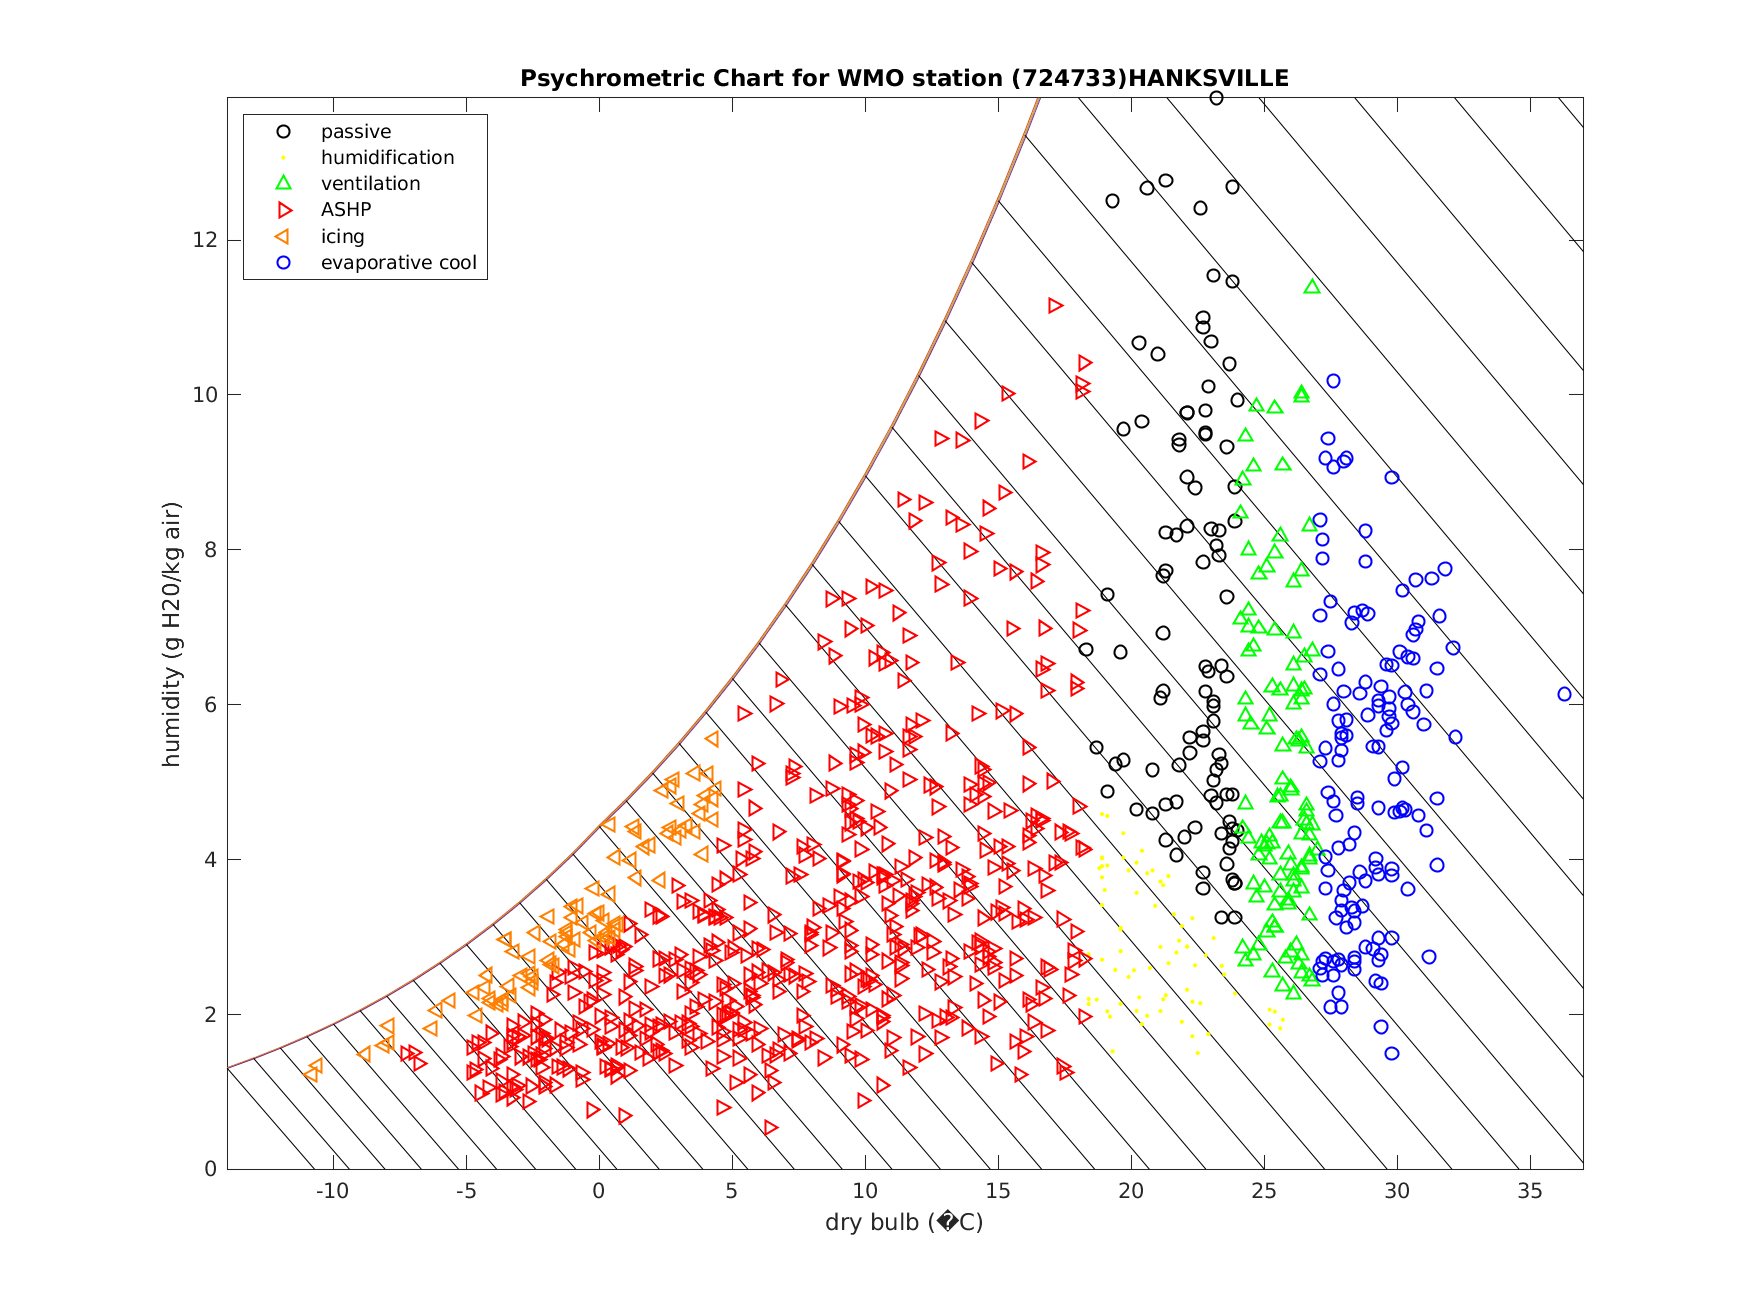 Psychrometric Chart for WMO station (724733)HANKSVILLE
passive
humidification
ventilation
ASHP
icing
evaporative cool
humidity (g H20/kg air)
12
10
8
6
4
2
0
-10 -5 0 5 10 15 20 25 30 35
dry bulb (�C)